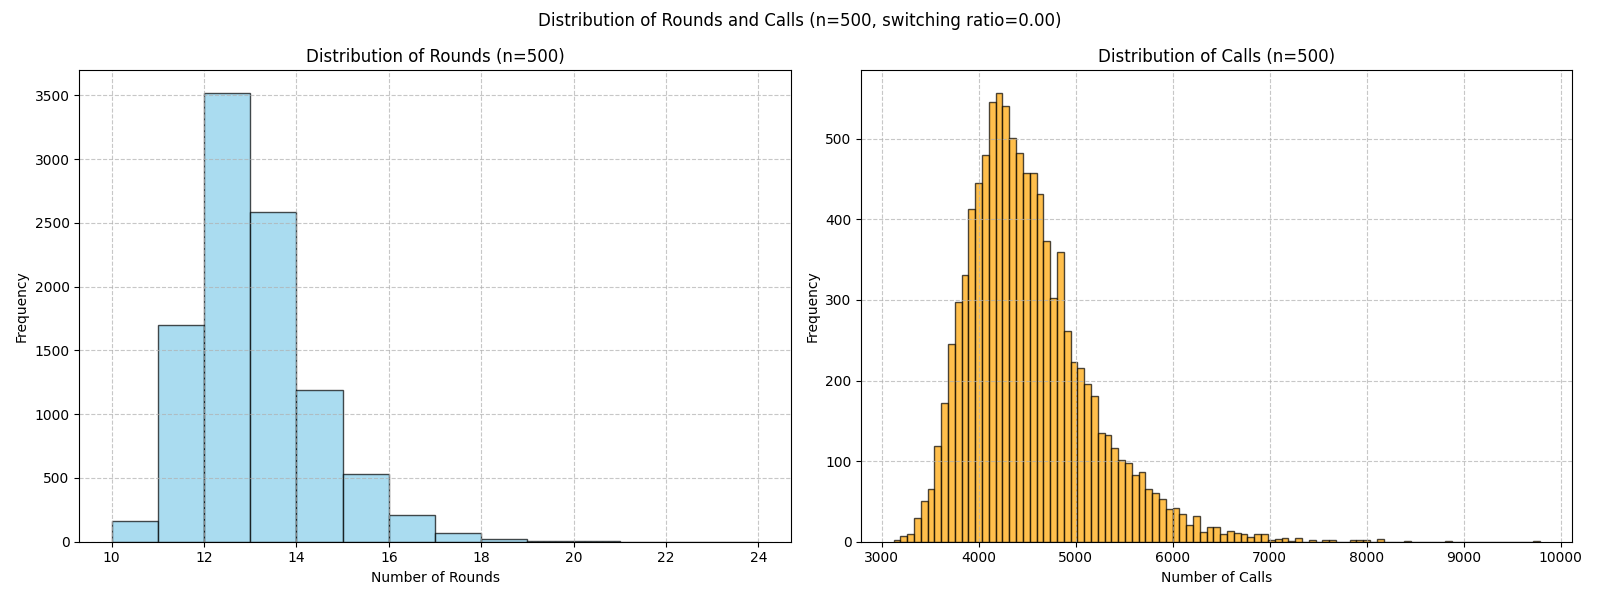 Distribution of Rounds and Calls (n=500, switching ratio=0.00)
Distribution of Rounds (n=500)
Frequency
3500
3000
2500
2000
1500
1000
500
0
10 12 14 16 18 20 22 24
Number of Rounds
Distribution of Calls (n=500)
Frequency
500
400
300
200
100
0
3000 4000 5000 6000 7000 8000 9000 10000
Number of Calls